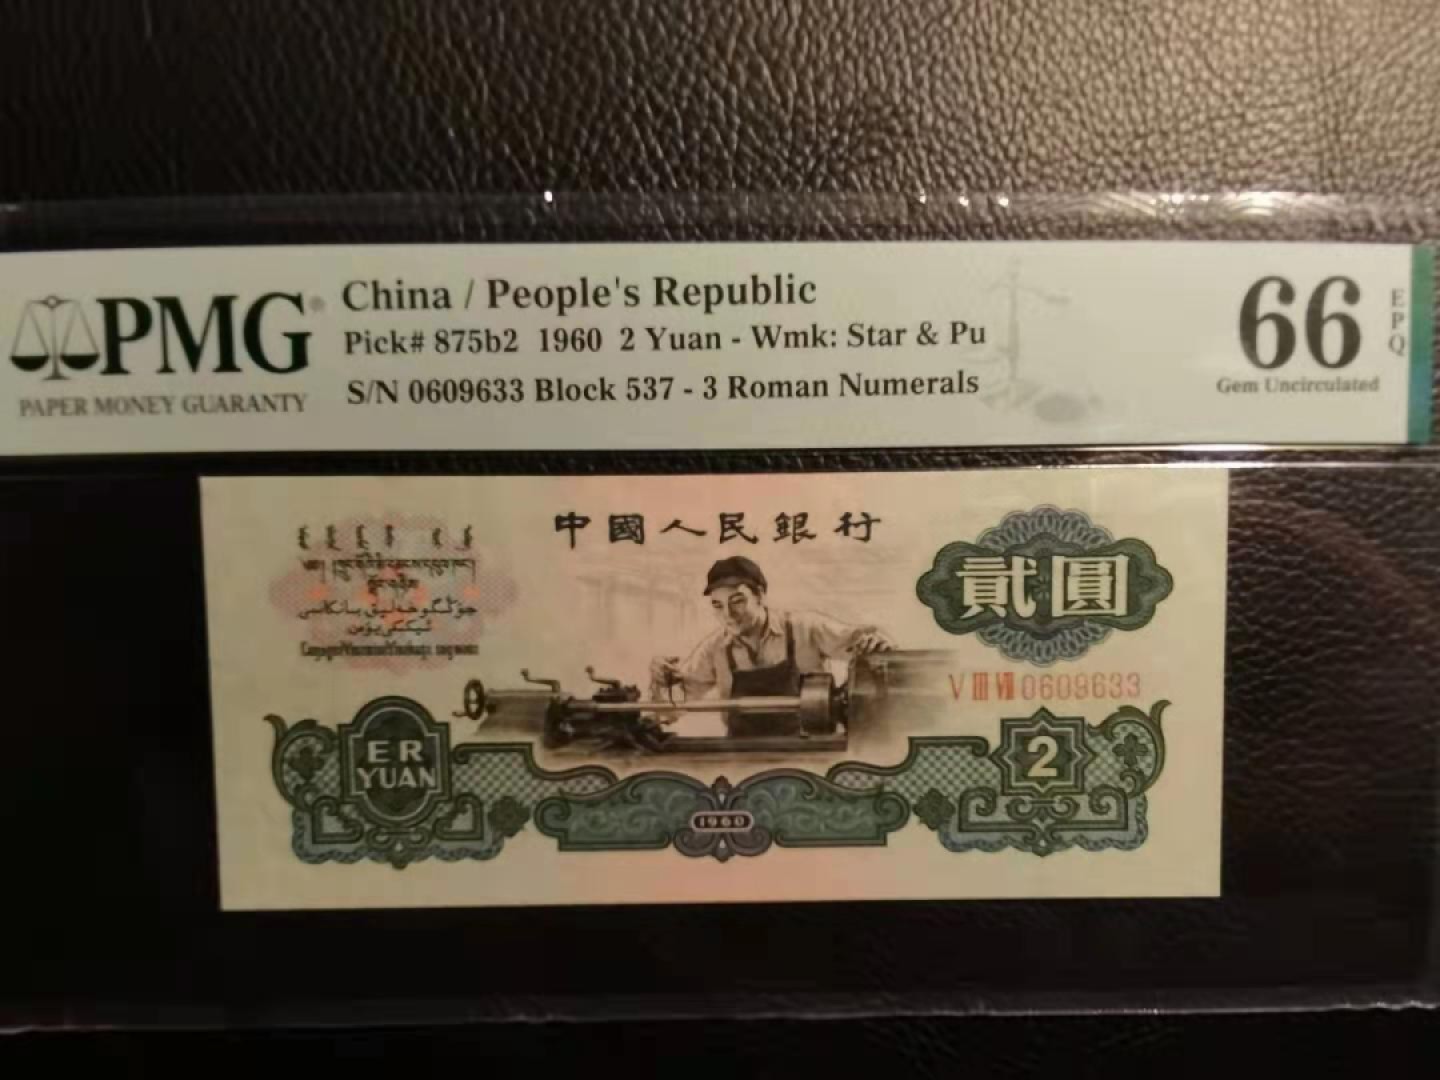 PMG®
PAPER MONEY GUARANTY
China / People's Republic
Pick# 875b2 1960 2 Yuan - Wmk: Star & Pu
S/N 0609633 Block 537 - 3 Roman Numerals
66
EPQ
Gem Uncirculated
中國人民銀行
貳圓
V III VII 0609633
ER
YUAN
2
1960